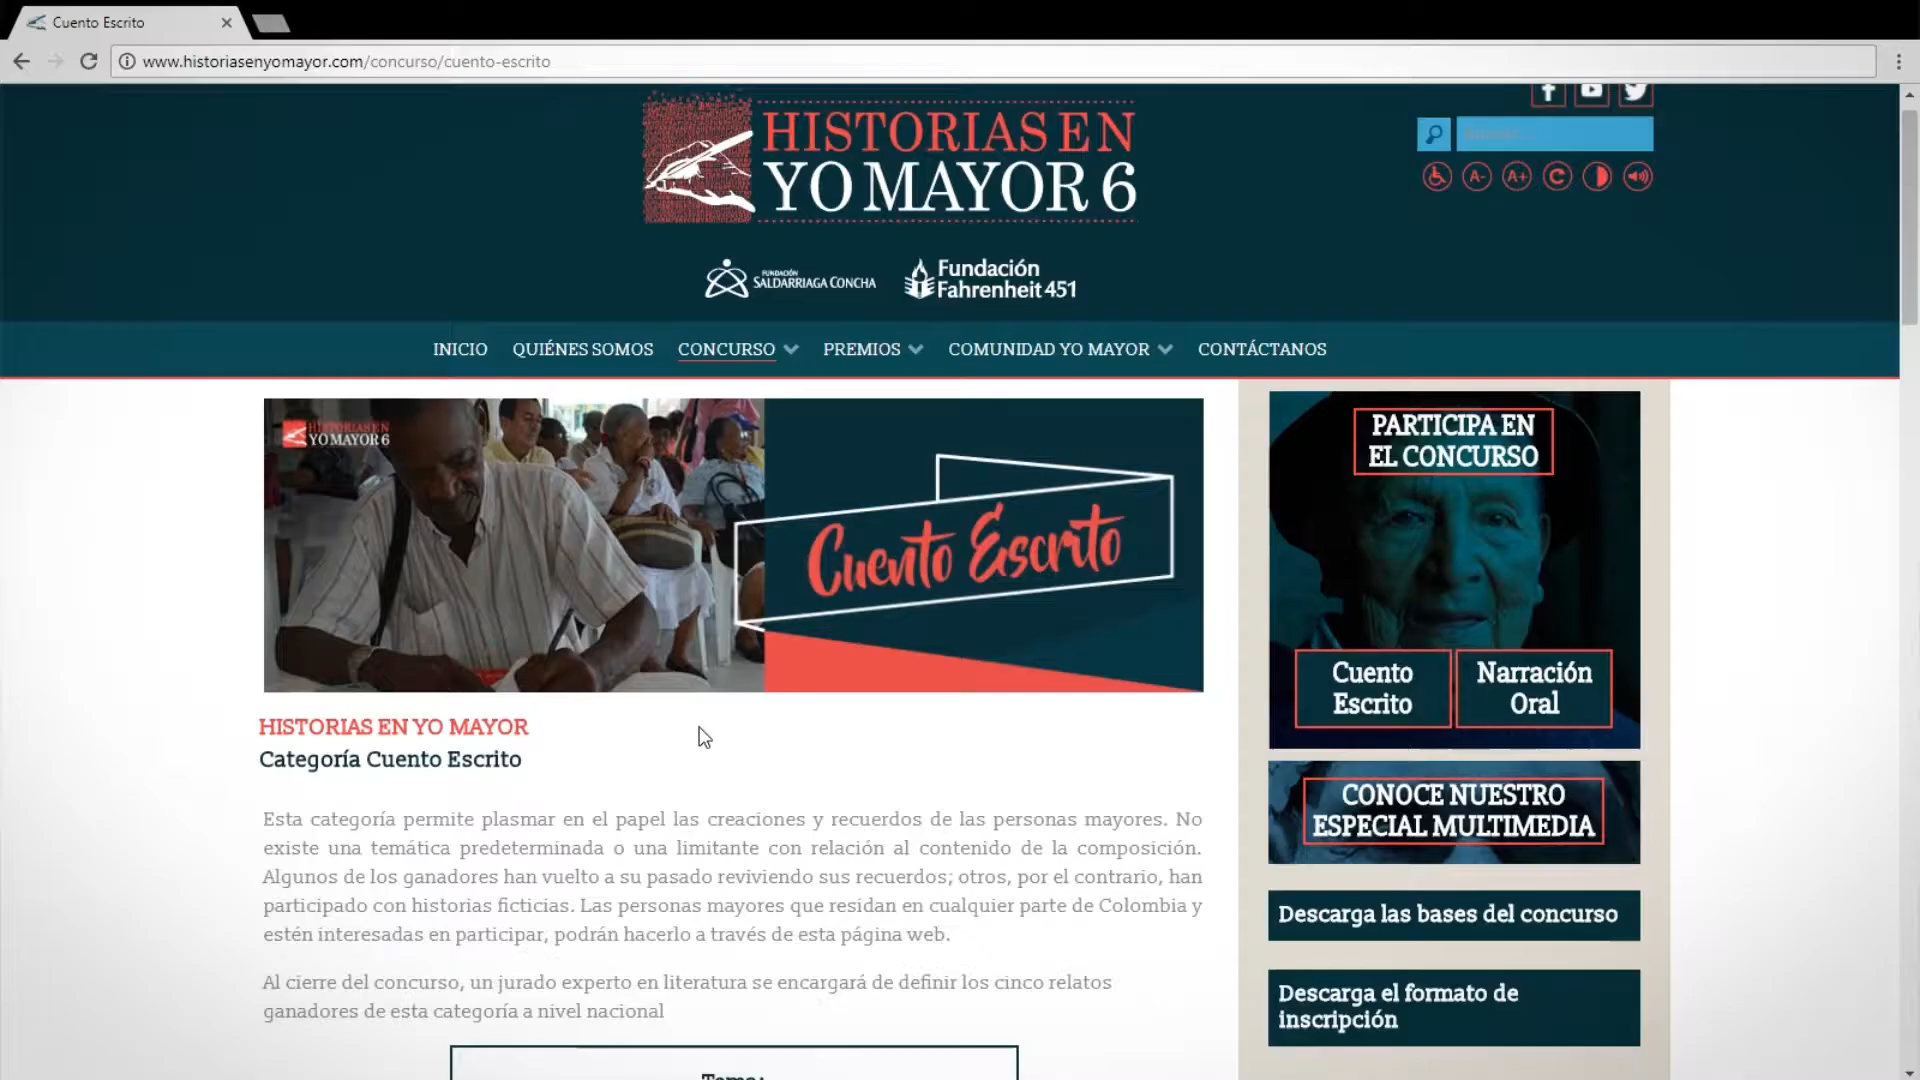 Cuento Escrito
www.historiasenyomayor.com/concurso/cuento-escrito
HISTORIAS EN
YO MAYOR 6
FUNDACIÓN
SALDARRIAGA CONCHA
Fundación
Fahrenheit 451
A-
A+
C
INICIO
QUIÉNES SOMOS
CONCURSO
PREMIOS
COMUNIDAD YO MAYOR
CONTÁCTANOS
HISTORIAS EN
YO MAYOR 6
Cuento Escrito
HISTORIAS EN YO MAYOR
Categoría Cuento Escrito
Esta categoría permite plasmar en el papel las creaciones y recuerdos de las personas mayores. No
existe una temática predeterminada o una limitante con relación al contenido de la composición.
Algunos de los ganadores han vuelto a su pasado reviviendo sus recuerdos; otros, por el contrario, han
participado con historias ficticias. Las personas mayores que residan en cualquier parte de Colombia y
estén interesadas en participar, podrán hacerlo a través de esta página web.
Al cierre del concurso, un jurado experto en literatura se encargará de definir los cinco relatos
ganadores de esta categoría a nivel nacional
PARTICIPA EN
EL CONCURSO
Cuento
Escrito
Narración
Oral
CONOCE NUESTRO
ESPECIAL MULTIMEDIA
Descarga las bases del concurso
Descarga el formato de
inscripción